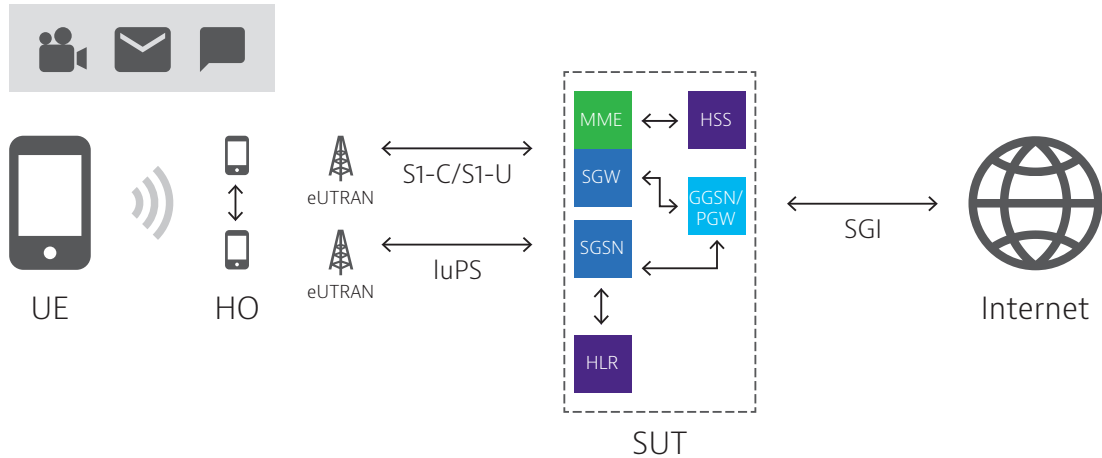 MME
HSS
S1-C/S1-U
SGW
eUTRAN
GGSN/
PGW
SGI
SGSN
IuPS
eUTRAN
UE
HO
Internet
HLR
SUT